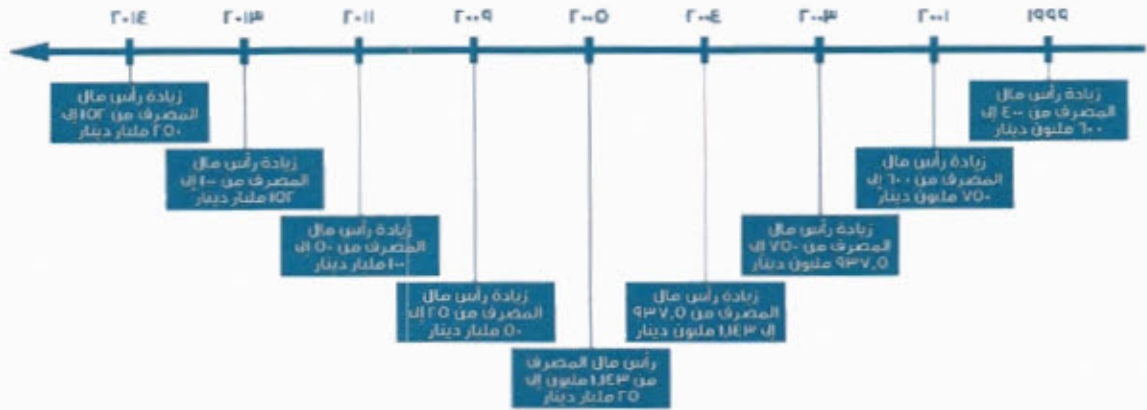 ١٩٩٩
٢٠٠١
٢٠٠٣
٢٠٠٤
٢٠٠٥
٢٠٠٩
٢٠١١
٢٠١٣
٢٠١٤
زيادة رأس مال
المصرف من ٤٠٠ إلى
٦٠٠ مليون دينار
زيادة رأس مال
المصرف من ٦٠٠ إلى
٧٥٠ مليون دينار
زيادة رأس مال
المصرف من ٧٥٠ إلى
٩٣٧,٥ مليون دينار
زيادة رأس مال
المصرف من ٩٣٧,٥
إلى ١,١٤٣ مليون دينار
رأس مال المصرف
من ١,١٤٣ مليون إلى
٢٥ مليار دينار
زيادة رأس مال
المصرف من ٢٥ إلى
٥٠ مليار دينار
زيادة رأس مال
المصرف من ٥٠ إلى
١٠٠ مليار دينار
زيادة رأس مال
المصرف من ١٠٠ إلى
١٥٢ مليار دينار
زيادة رأس مال
المصرف من ١٥٢ إلى
٢٥٠ مليار دينار